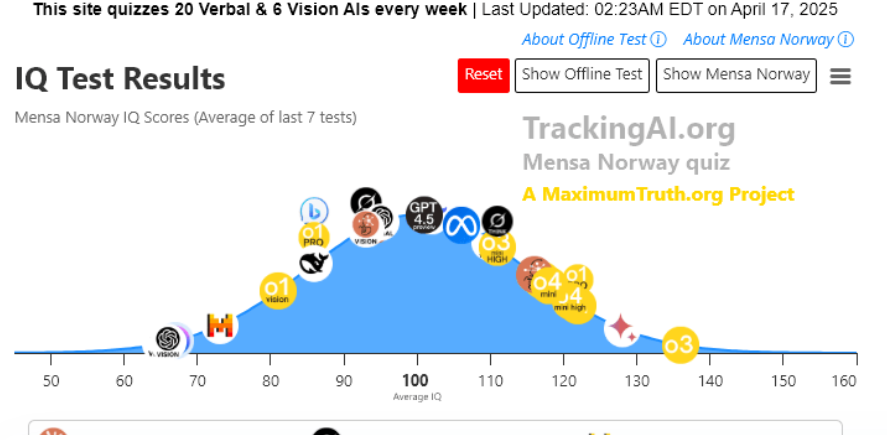 This site quizzes 20 Verbal & 6 Vision AIs every week | Last Updated: 02:23AM EDT on April 17, 2025
About Offline Test ⓘ About Mensa Norway ⓘ
IQ Test Results
Reset Show Offline Test Show Mensa Norway
Mensa Norway IQ Scores (Average of last 7 tests)
TrackingAI.org
Mensa Norway quiz
A MaximumTruth.org Project
GPT
4.5
preview
THINK
o1
PRO
VISION
o3
mini
HIGH
o1
vision
o4
mini
o1
o4
mini high
VISION
o3
50 60 70 80 90 100 110 120 130 140 150 160
Average IQ